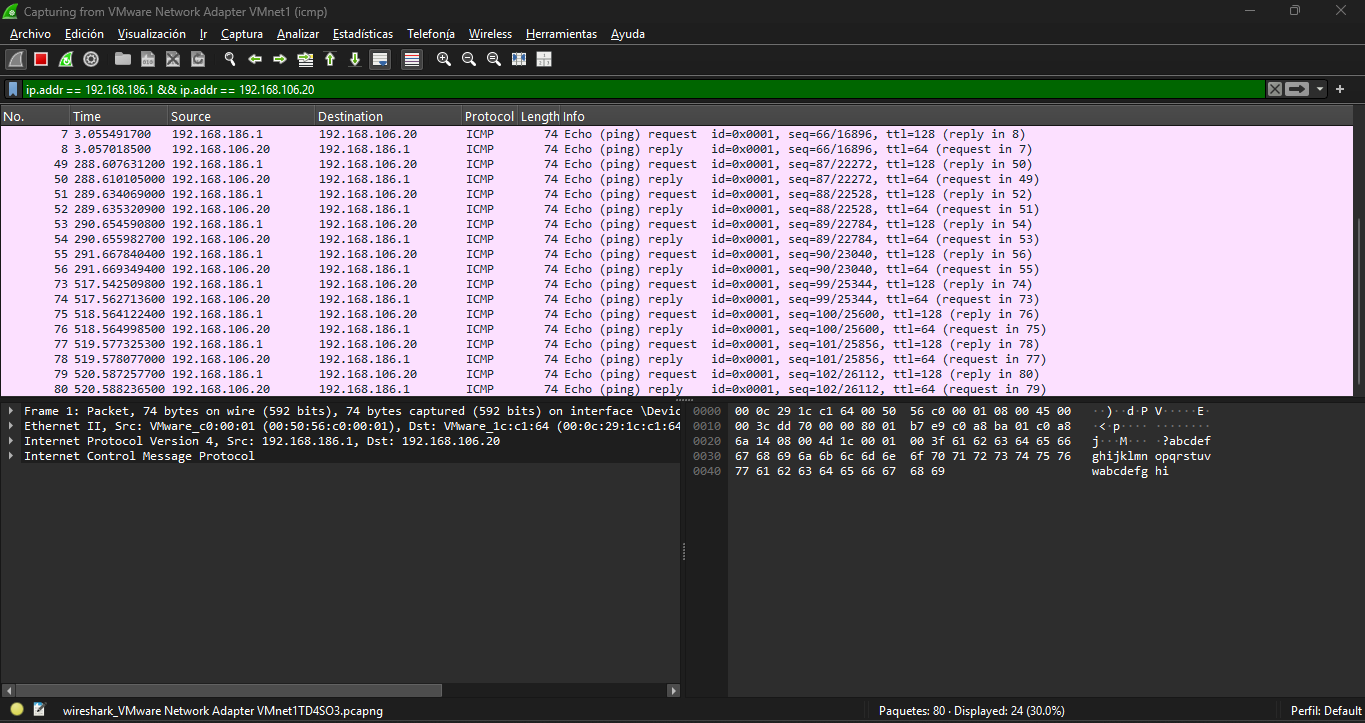 Capturing from VMware Network Adapter VMnet1 (icmp)
Archivo Edición Visualización Ir Captura Analizar Estadísticas Telefonía Wireless Herramientas Ayuda
ip.addr == 192.168.186.1 && ip.addr == 192.168.106.20
No. Time Source Destination Protocol Length Info
7 3.055491700 192.168.186.1 192.168.106.20 ICMP 74 Echo (ping) request id=0x0001, seq=66/16896, ttl=128 (reply in 8)
8 3.057018500 192.168.106.20 192.168.186.1 ICMP 74 Echo (ping) reply id=0x0001, seq=66/16896, ttl=64 (request in 7)
49 288.607631200 192.168.186.1 192.168.106.20 ICMP 74 Echo (ping) request id=0x0001, seq=87/22272, ttl=128 (reply in 50)
50 288.610105000 192.168.106.20 192.168.186.1 ICMP 74 Echo (ping) reply id=0x0001, seq=87/22272, ttl=64 (request in 49)
51 289.634069000 192.168.186.1 192.168.106.20 ICMP 74 Echo (ping) request id=0x0001, seq=88/22528, ttl=128 (reply in 52)
52 289.635320900 192.168.106.20 192.168.186.1 ICMP 74 Echo (ping) reply id=0x0001, seq=88/22528, ttl=64 (request in 51)
53 290.654590800 192.168.186.1 192.168.106.20 ICMP 74 Echo (ping) request id=0x0001, seq=89/22784, ttl=128 (reply in 54)
54 290.655982700 192.168.106.20 192.168.186.1 ICMP 74 Echo (ping) reply id=0x0001, seq=89/22784, ttl=64 (request in 53)
55 291.667840400 192.168.186.1 192.168.106.20 ICMP 74 Echo (ping) request id=0x0001, seq=90/23040, ttl=128 (reply in 56)
56 291.669349400 192.168.106.20 192.168.186.1 ICMP 74 Echo (ping) reply id=0x0001, seq=90/23040, ttl=64 (request in 55)
73 517.542509800 192.168.186.1 192.168.106.20 ICMP 74 Echo (ping) request id=0x0001, seq=99/25344, ttl=128 (reply in 74)
74 517.562713600 192.168.106.20 192.168.186.1 ICMP 74 Echo (ping) reply id=0x0001, seq=99/25344, ttl=64 (request in 73)
75 518.564122400 192.168.186.1 192.168.106.20 ICMP 74 Echo (ping) request id=0x0001, seq=100/25600, ttl=128 (reply in 76)
76 518.564998500 192.168.106.20 192.168.186.1 ICMP 74 Echo (ping) reply id=0x0001, seq=100/25600, ttl=64 (request in 75)
77 519.577325300 192.168.186.1 192.168.106.20 ICMP 74 Echo (ping) request id=0x0001, seq=101/25856, ttl=128 (reply in 78)
78 519.578077000 192.168.106.20 192.168.186.1 ICMP 74 Echo (ping) reply id=0x0001, seq=101/25856, ttl=64 (request in 77)
79 520.587257700 192.168.186.1 192.168.106.20 ICMP 74 Echo (ping) request id=0x0001, seq=102/26112, ttl=128 (reply in 80)
80 520.588236500 192.168.106.20 192.168.186.1 ICMP 74 Echo (ping) reply id=0x0001, seq=102/26112, ttl=64 (request in 79)
Frame 1: Packet, 74 bytes on wire (592 bits), 74 bytes captured (592 bits) on interface \Devic
Ethernet II, Src: VMware_c0:00:01 (00:50:56:c0:00:01), Dst: VMware_1c:c1:64 (00:0c:29:1c:c1:64
Internet Protocol Version 4, Src: 192.168.186.1, Dst: 192.168.106.20
Internet Control Message Protocol
0000 00 0c 29 1c c1 64 00 50 56 c0 00 01 08 00 45 00 ··)··d·P V·····E·
0010 00 3c dd 70 00 00 80 01 b7 e9 c0 a8 ba 01 c0 a8 ·<·p···· ········
0020 6a 14 08 00 4d 1c 00 01 00 3f 61 62 63 64 65 66 j···M··· ·?abcdef
0030 67 68 69 6a 6b 6c 6d 6e 6f 70 71 72 73 74 75 76 ghijklmn opqrstuv
0040 77 61 62 63 64 65 66 67 68 69 wabcdefg hi
wireshark_VMware Network Adapter VMnet1TD4SO3.pcapng
Paquetes: 80 · Displayed: 24 (30.0%)
Perfil: Default